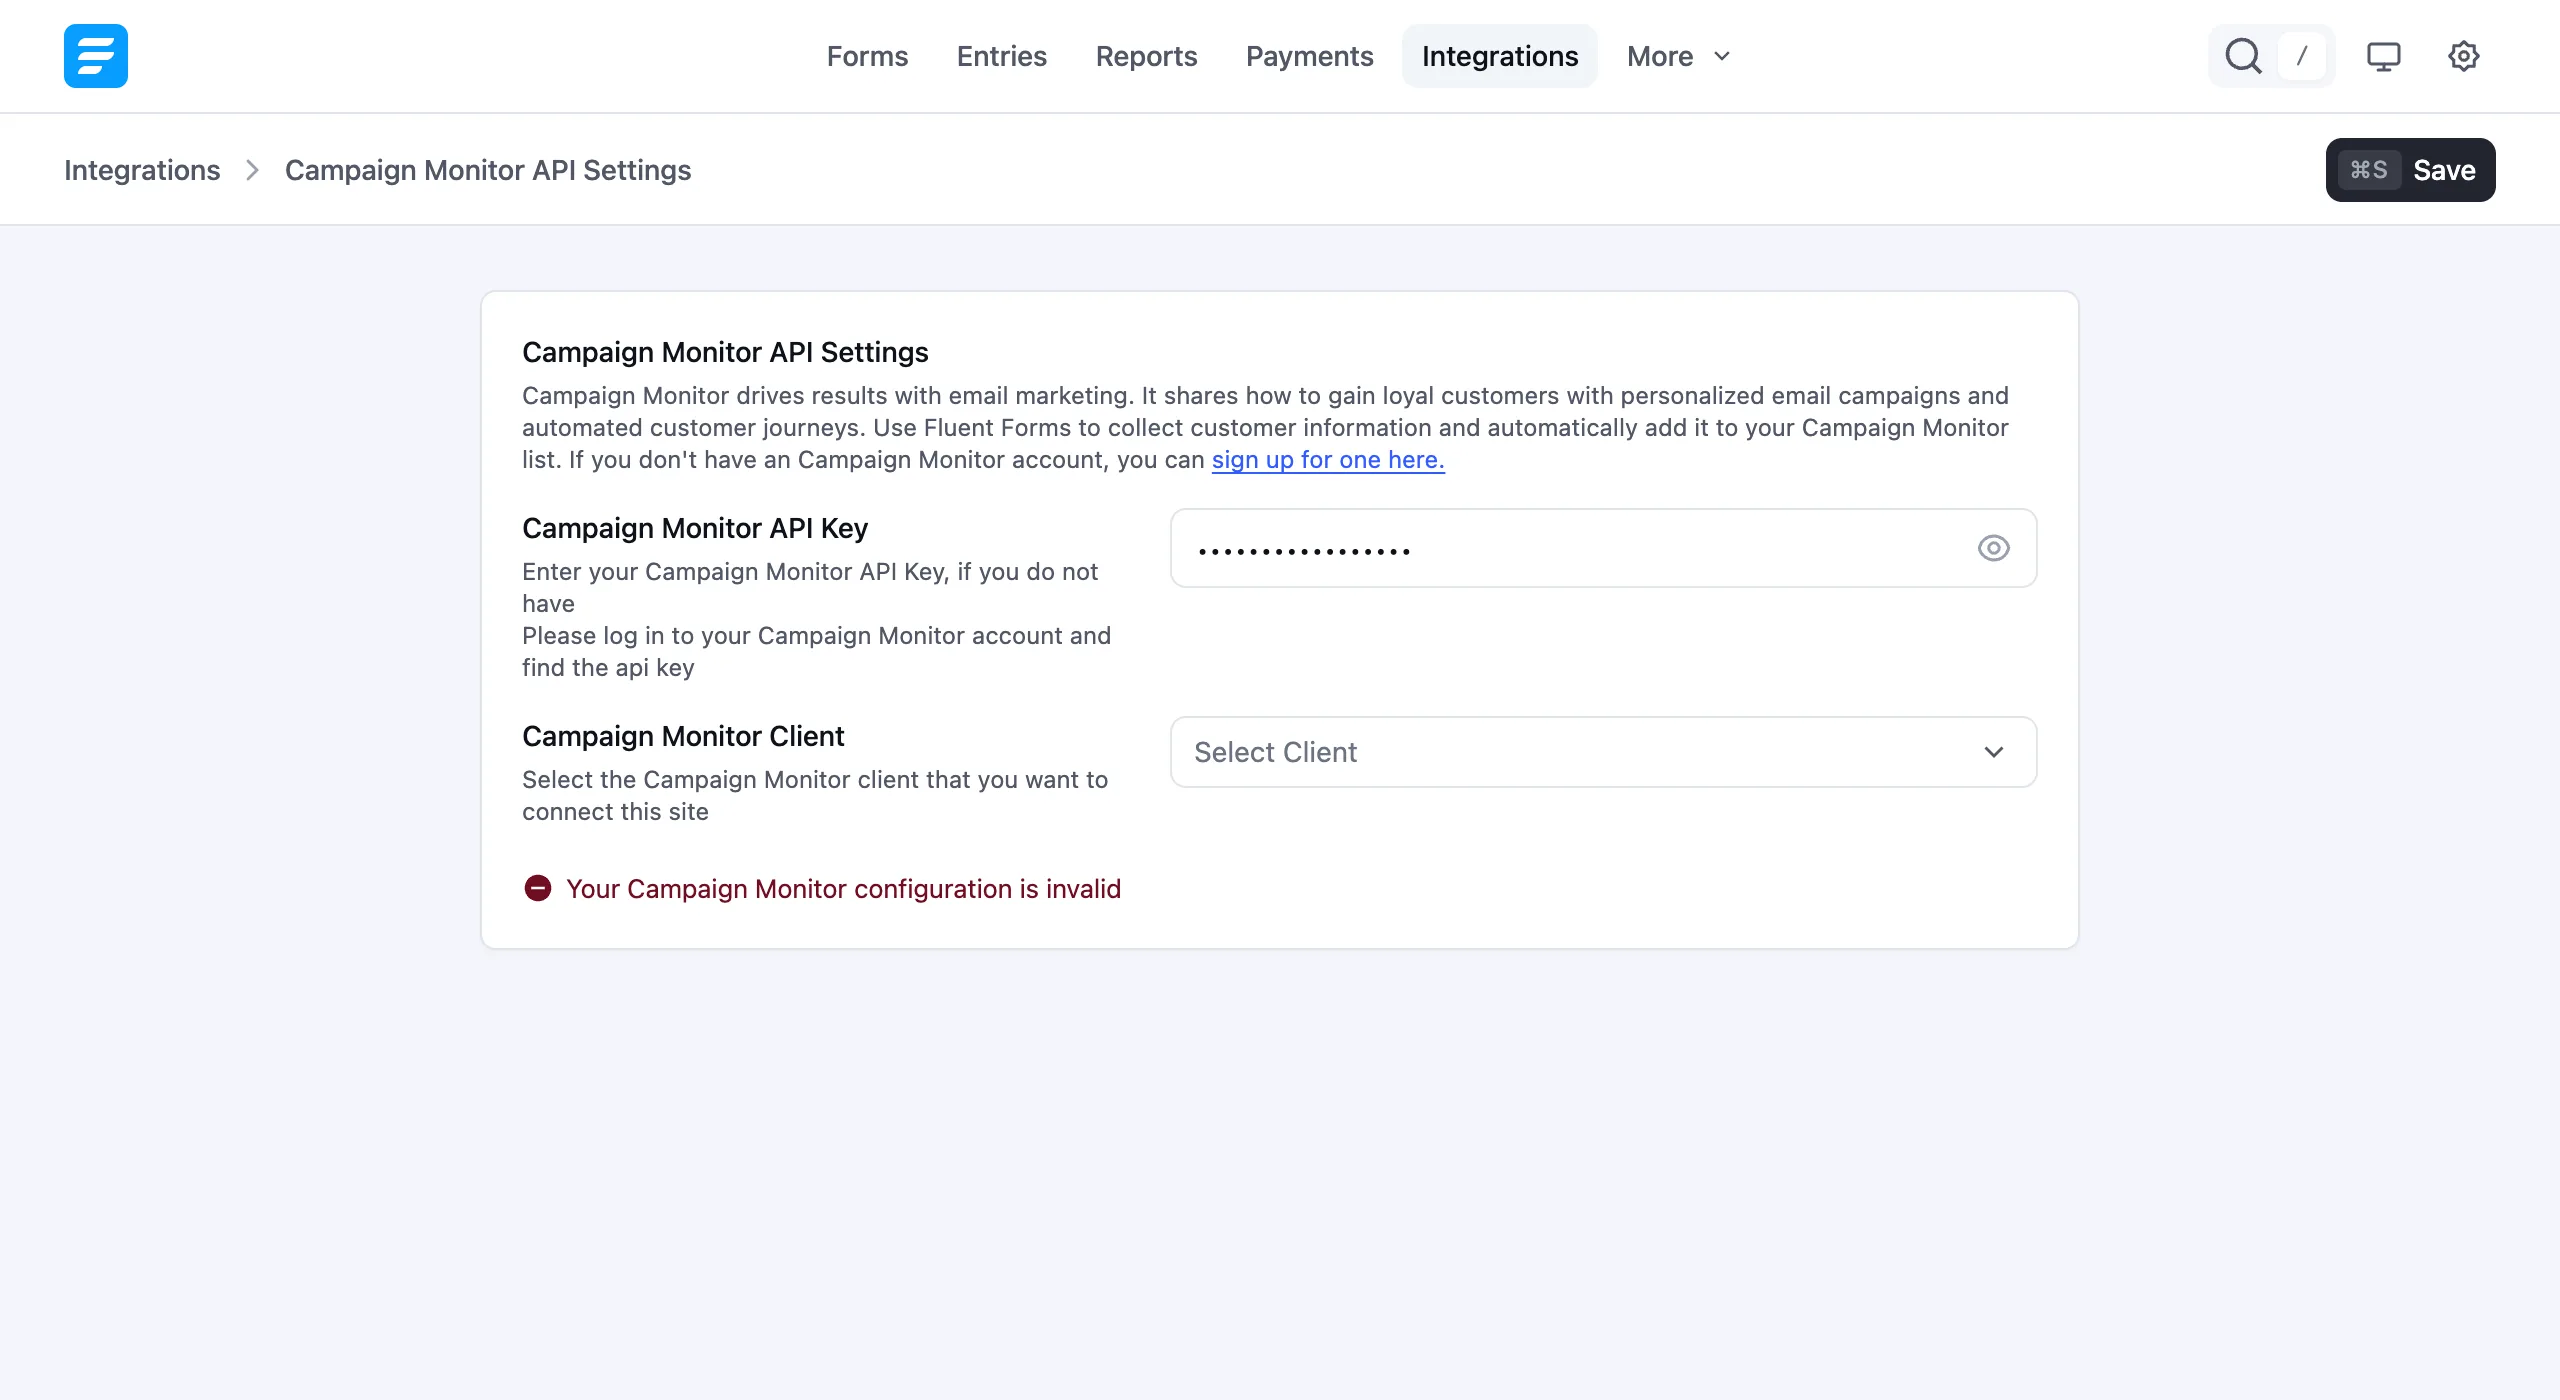 Forms Entries Reports Payments Integrations More /
Integrations Campaign Monitor API Settings ⌘S Save
Campaign Monitor API Settings
Campaign Monitor drives results with email marketing. It shares how to gain loyal customers with personalized email campaigns and
automated customer journeys. Use Fluent Forms to collect customer information and automatically add it to your Campaign Monitor
list. If you don't have an Campaign Monitor account, you can sign up for one here.
Campaign Monitor API Key
Enter your Campaign Monitor API Key, if you do not
have
Please log in to your Campaign Monitor account and
find the api key
•••••••••••••••••
Campaign Monitor Client
Select the Campaign Monitor client that you want to
connect this site
Select Client
Your Campaign Monitor configuration is invalid